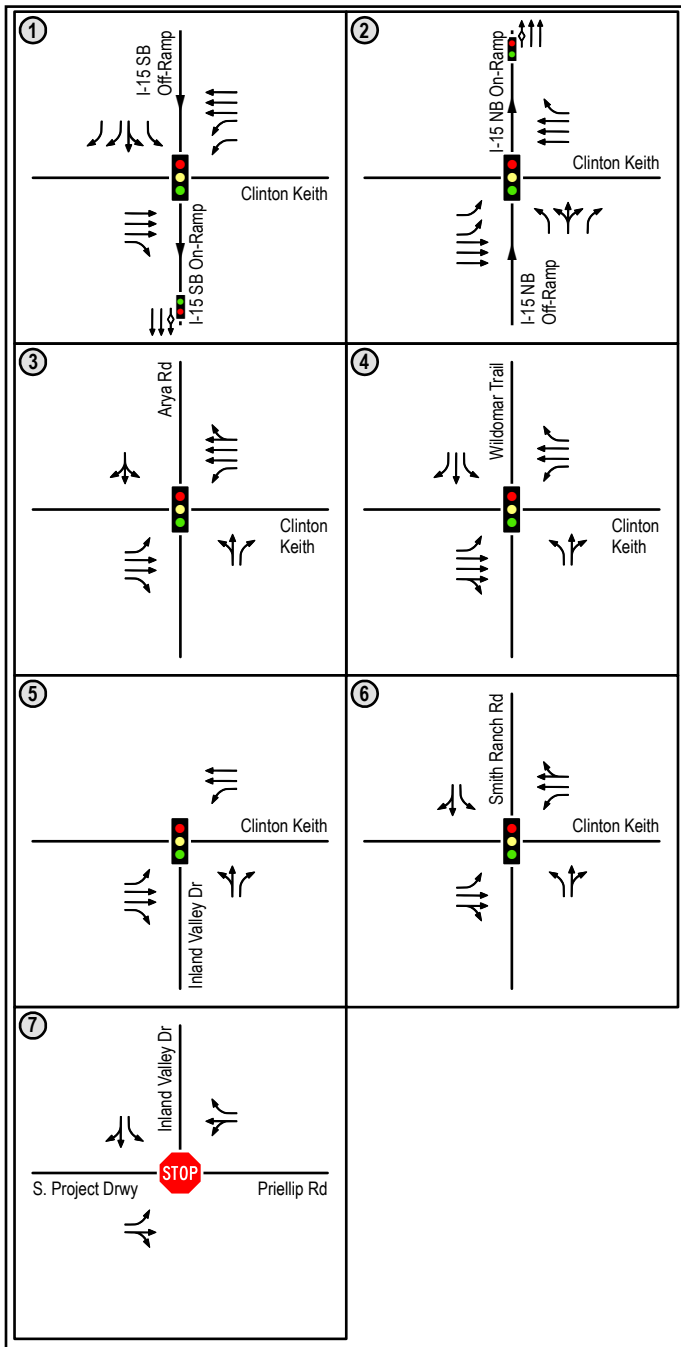 1
I-15 SB
Off-Ramp
Clinton Keith
I-15 SB On-Ramp
2
I-15 NB On-Ramp
Clinton Keith
I-15 NB
Off-Ramp
3
Arya Rd
Clinton
Keith
4
Wildomar Trail
Clinton
Keith
5
Clinton Keith
Inland Valley Dr
6
Smith Ranch Rd
Clinton Keith
7
Inland Valley Dr
STOP
S. Project Drwy
Priellip Rd